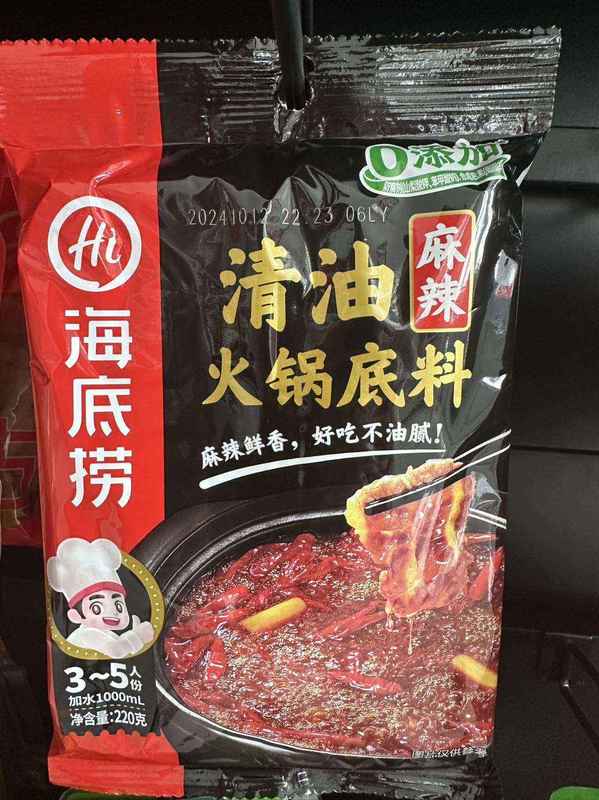 0添加
20241012 22:23 06LY
Hi
海底捞
清油
麻辣
火锅底料
麻辣鲜香，好吃不油腻！
3~5人份
加水1000mL
净含量:220克